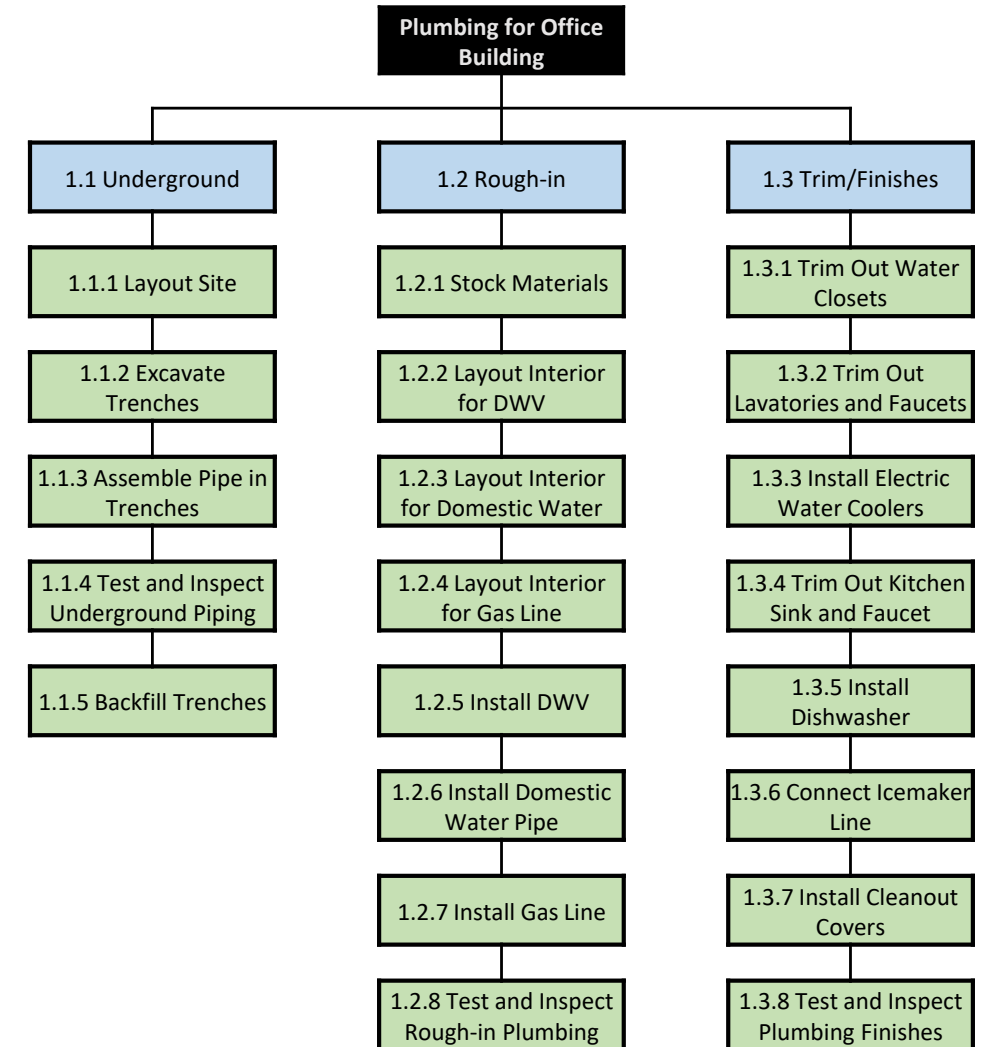 Plumbing for Office
Building
1.1 Underground
1.2 Rough-in
1.3 Trim/Finishes
1.1.1 Layout Site
1.2.1 Stock Materials
1.3.1 Trim Out Water
Closets
1.1.2 Excavate
Trenches
1.2.2 Layout Interior
for DWV
1.3.2 Trim Out
Lavatories and Faucets
1.1.3 Assemble Pipe in
Trenches
1.2.3 Layout Interior
for Domestic Water
1.3.3 Install Electric
Water Coolers
1.1.4 Test and Inspect
Underground Piping
1.2.4 Layout Interior
for Gas Line
1.3.4 Trim Out Kitchen
Sink and Faucet
1.1.5 Backfill Trenches
1.2.5 Install DWV
1.3.5 Install
Dishwasher
1.2.6 Install Domestic
Water Pipe
1.3.6 Connect Icemaker
Line
1.2.7 Install Gas Line
1.3.7 Install Cleanout
Covers
1.2.8 Test and Inspect
Rough-in Plumbing
1.3.8 Test and Inspect
Plumbing Finishes